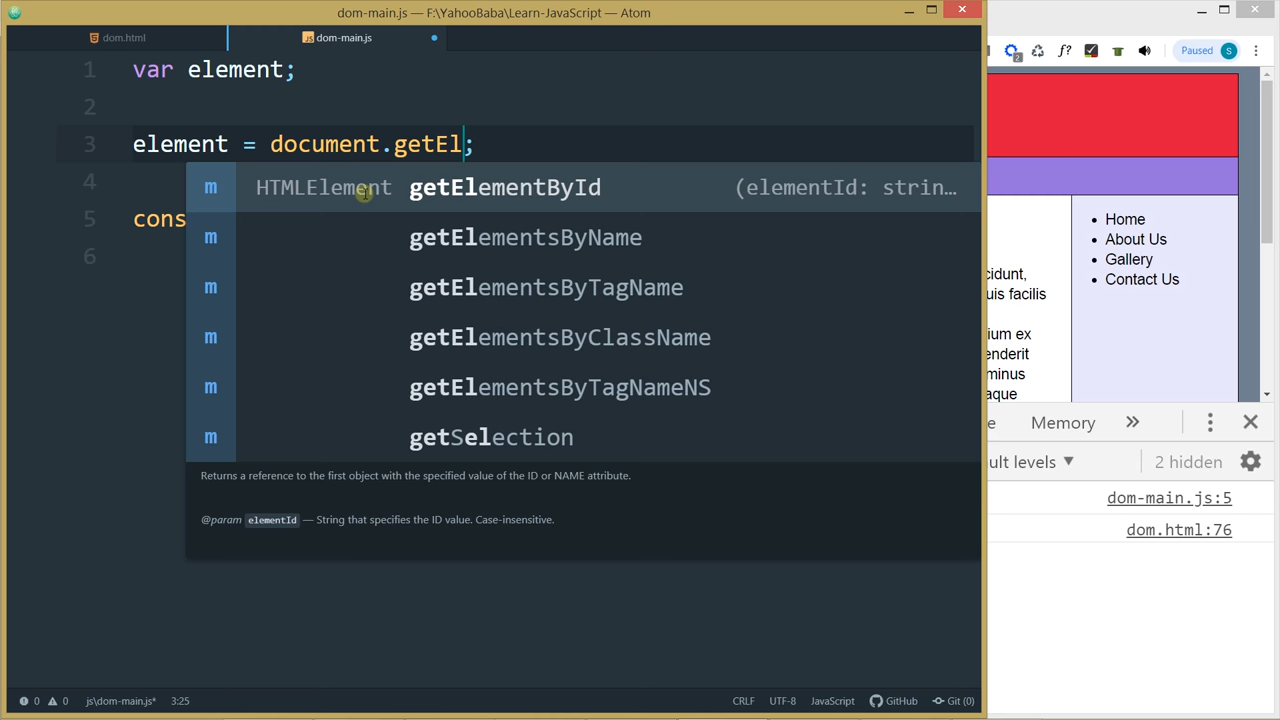 dom-main.js — F:\YahooBaba\Learn-JavaScript — Atom
dom.html
dom-main.js
1 var element;
2
3 element = document.getEl;
4
5 cons
6
m HTMLElement getElementById (elementId: strin…
m getElementsByName
m getElementsByTagName
m getElementsByClassName
m getElementsByTagNameNS
m getSelection
Returns a reference to the first object with the specified value of the ID or NAME attribute.
@param elementId — String that specifies the ID value. Case-insensitive.
0 0 js\dom-main.js* 3:25 CRLF UTF-8 JavaScript GitHub Git (0)
2 f? Paused S
Home
About Us
Gallery
Contact Us
cidunt,
uis facilis
ium ex
enderit
minus
aque
e Memory »
ult levels ▼ 2 hidden
dom-main.js:5
dom.html:76